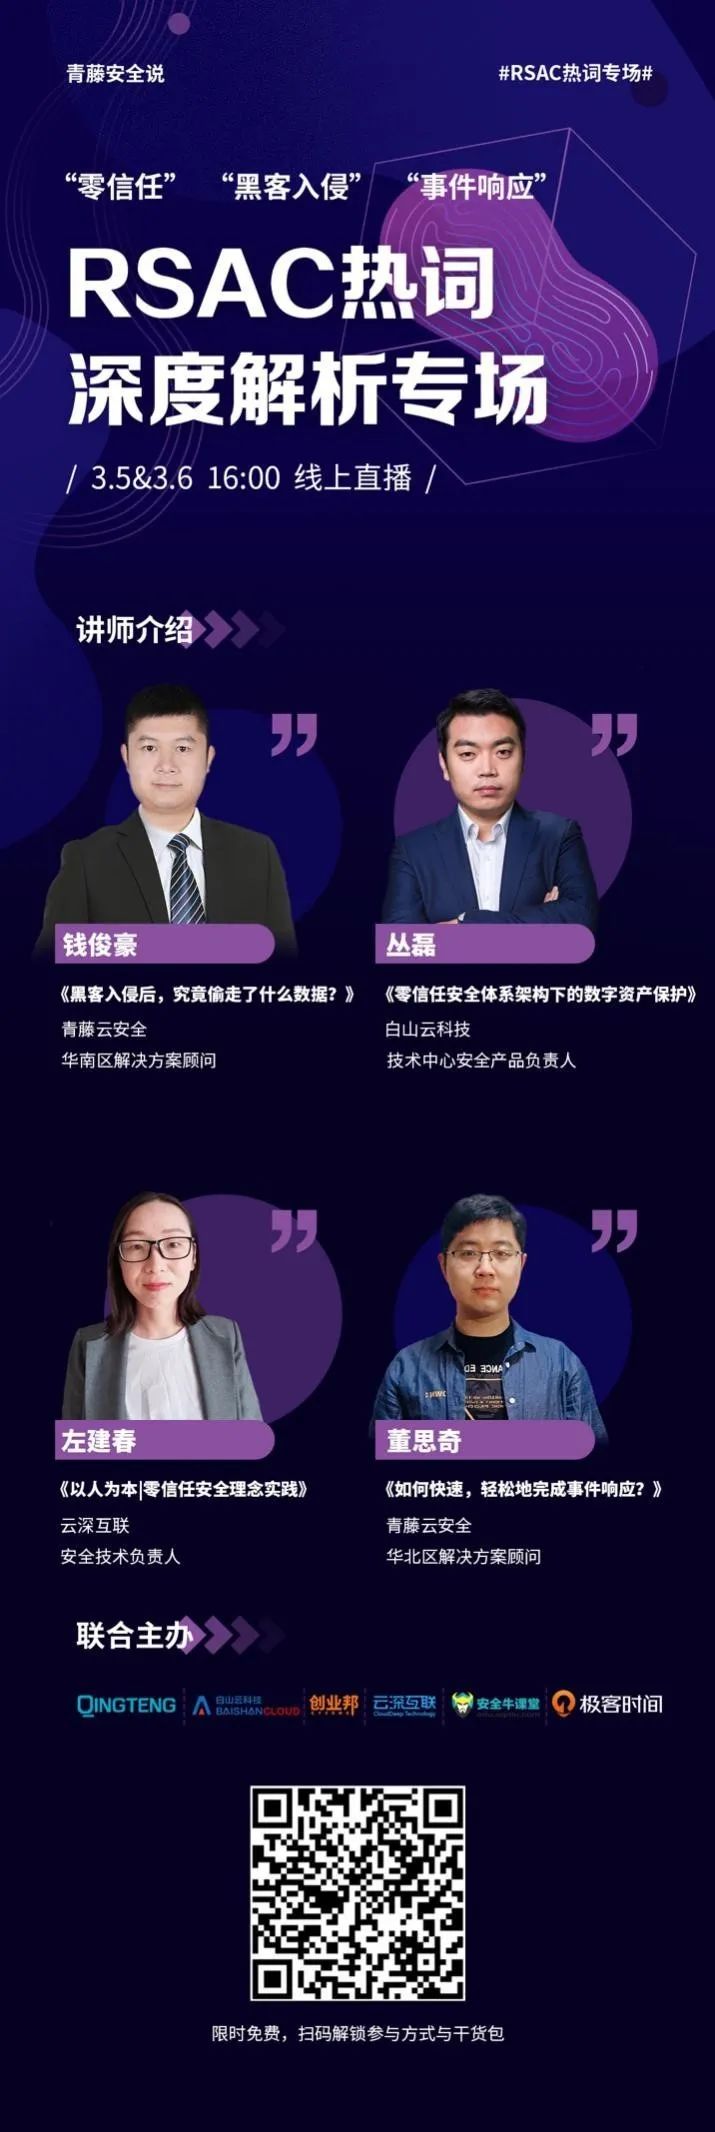 青藤安全说
#RSAC热词专场#
“零信任” “黑客入侵” “事件响应”
RSAC热词
深度解析专场
/ 3.5&3.6 16:00 线上直播 /
讲师介绍
钱俊豪
《黑客入侵后，究竟偷走了什么数据？》
青藤云安全
华南区解决方案顾问
丛磊
《零信任安全体系架构下的数字资产保护》
白山云科技
技术中心安全产品负责人
左建春
《以人为本|零信任安全理念实践》
云深互联
安全技术负责人
董思奇
《如何快速，轻松地完成事件响应？》
青藤云安全
华北区解决方案顾问
联合主办
QINGTENG
白山云科技
BAISHANCLOUD
创业邦
云深互联
CloudDeep Technology
安全牛课堂
极客时间
限时免费，扫码解锁参与方式与干货包